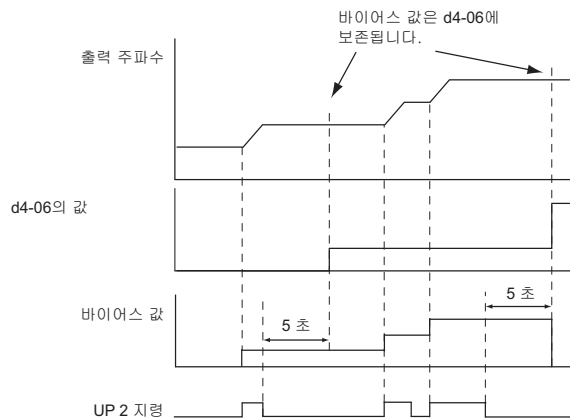 바이어스 값은 d4-06에
보존됩니다.
출력 주파수
d4-06의 값
바이어스 값
5 초
5 초
UP 2 지령